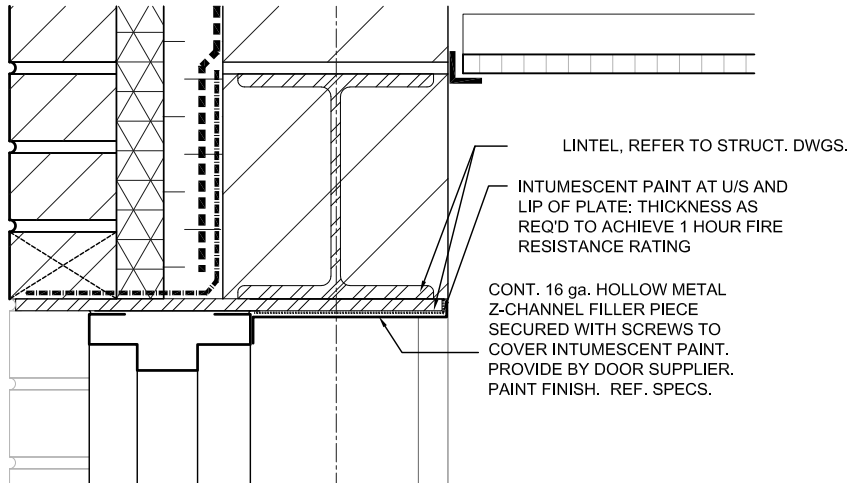 LINTEL, REFER TO STRUCT. DWGS.
INTUMESCENT PAINT AT U/S AND
LIP OF PLATE: THICKNESS AS
REQ'D TO ACHIEVE 1 HOUR FIRE
RESISTANCE RATING
CONT. 16 ga. HOLLOW METAL
Z-CHANNEL FILLER PIECE
SECURED WITH SCREWS TO
COVER INTUMESCENT PAINT.
PROVIDE BY DOOR SUPPLIER.
PAINT FINISH. REF. SPECS.